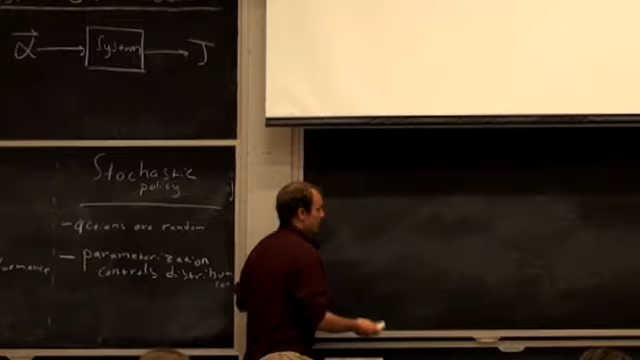 α → System → J
Stochastic
policy
- actions are random
- parameterization
controls distribution